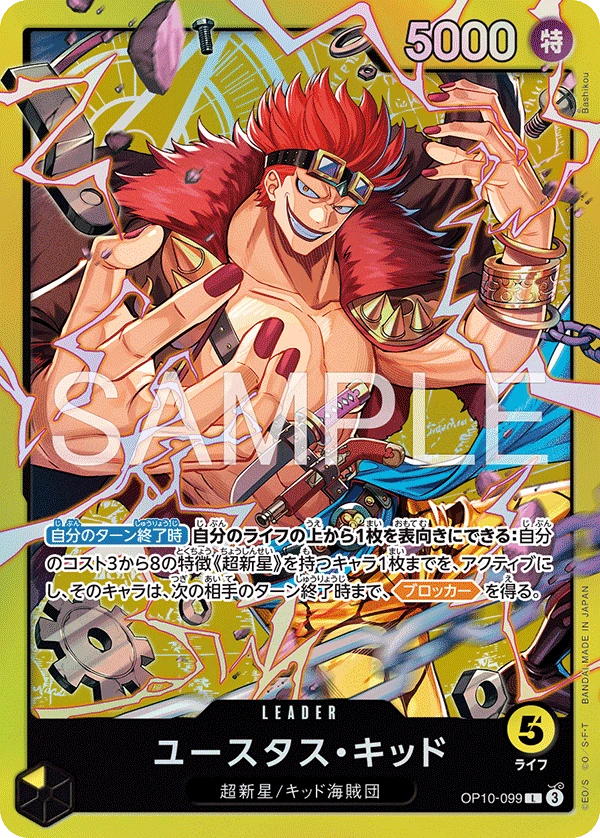 5000
特
Bashikou
SAMPLE
自分のターン終了時 自分のライフの上から1枚を表向きにできる：自分
のコスト3から8の特徴《超新星》を持つキャラ1枚までを、アクティブに
し、そのキャラは、次の相手のターン終了時まで、ブロッカーを得る。
LEADER
ユースタス・キッド
超新星/キッド海賊団
5
ライフ
OP10-099 L 3
©E/S ©O／S・F・T BANDAI, MADE IN JAPAN